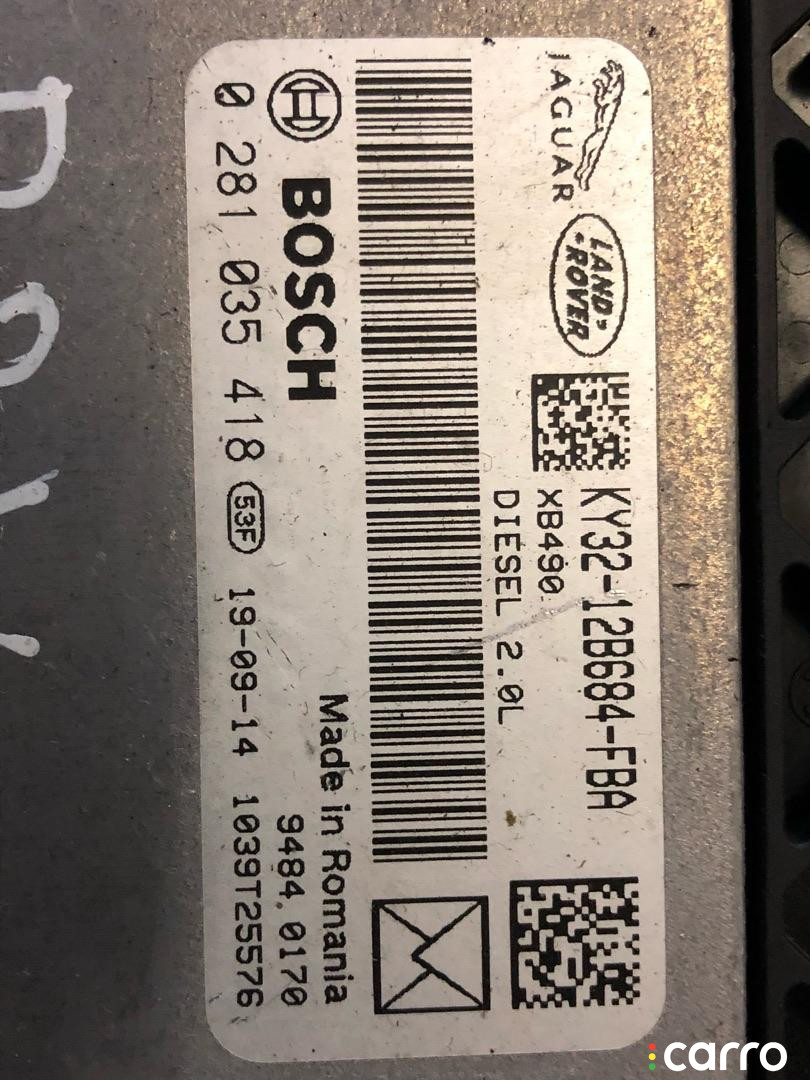 JAGUAR
LAND-
-ROVER
KY32-12B684-FBA
XB490
DIESEL 2.0L
BOSCH
Made in Romania
9484.0170
0 281 035 418 53F 19-09-14 1039T25576
carro